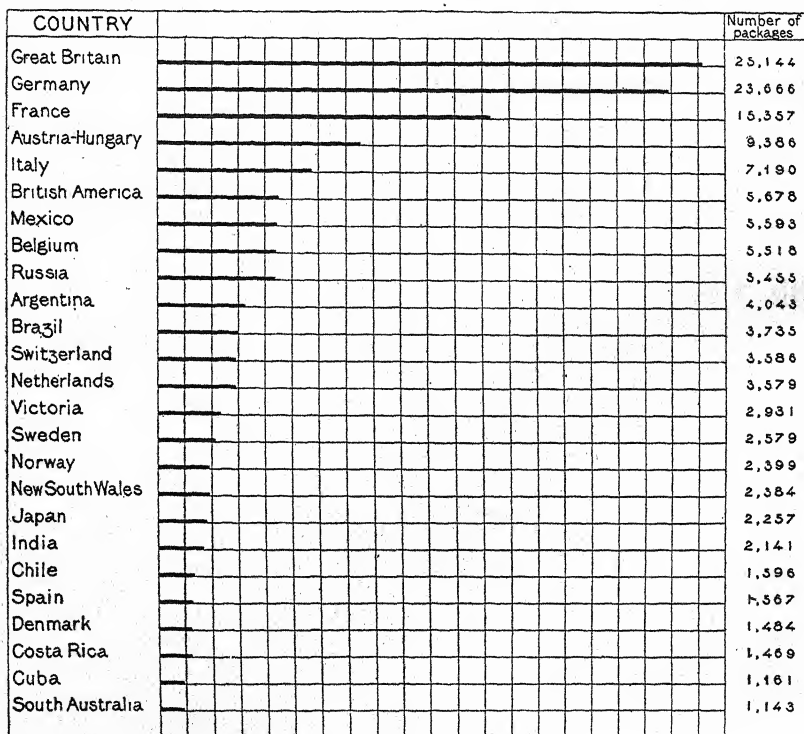 COUNTRY Number of
packages
Great Britain 25,144
Germany 23,666
France 15,357
Austria-Hungary 9,386
Italy 7,190
British America 5,678
Mexico 5,593
Belgium 5,518
Russia 5,455
Argentina
Brazil 3,735
Switzerland 3,586
Netherlands 3,579
Victoria 2,931
Sweden 2,579
Norway 2,399
New South Wales 2,384
Japan 2,257
India 2,141
Chile 1,596
Spain 1,567
Denmark 1,484
Costa Rica 1,469
Cuba 1,161
South Australia 1,143